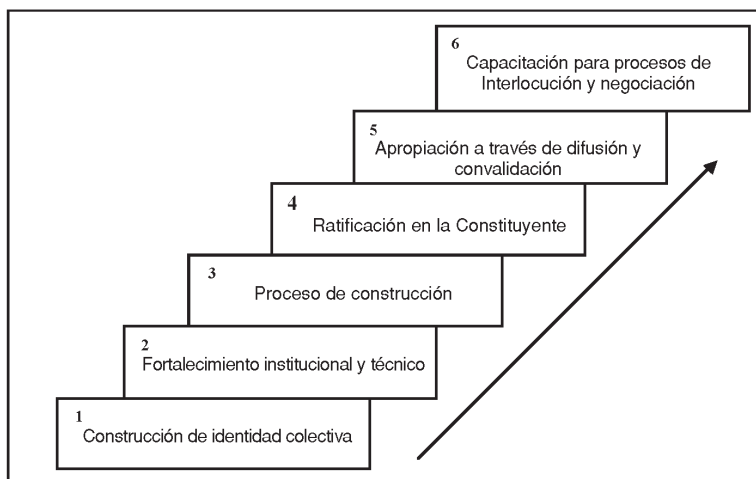 6
Capacitación para procesos de
Interlocución y negociación
5
Apropiación a través de difusión y
convalidación
4
Ratificación en la Constituyente
3
Proceso de construcción
2
Fortalecimiento institucional y técnico
1
Construcción de identidad colectiva